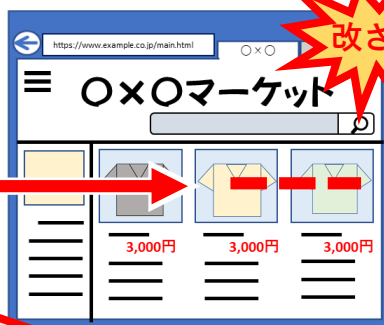 改さ
https://www.example.co.jp/main.html
○×○
○×○マーケット
3,000円
3,000円
3,000円